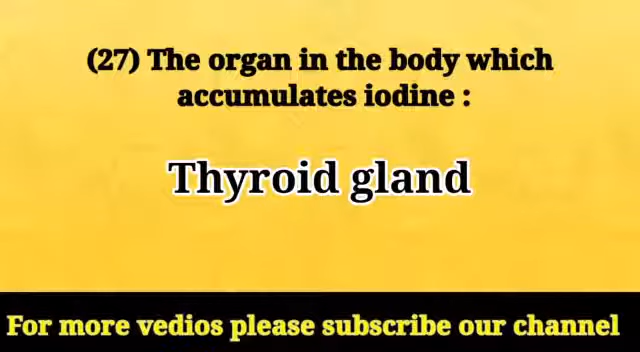 (27) The organ in the body which
accumulates iodine :
Thyroid gland
For more vedios please subscribe our channel